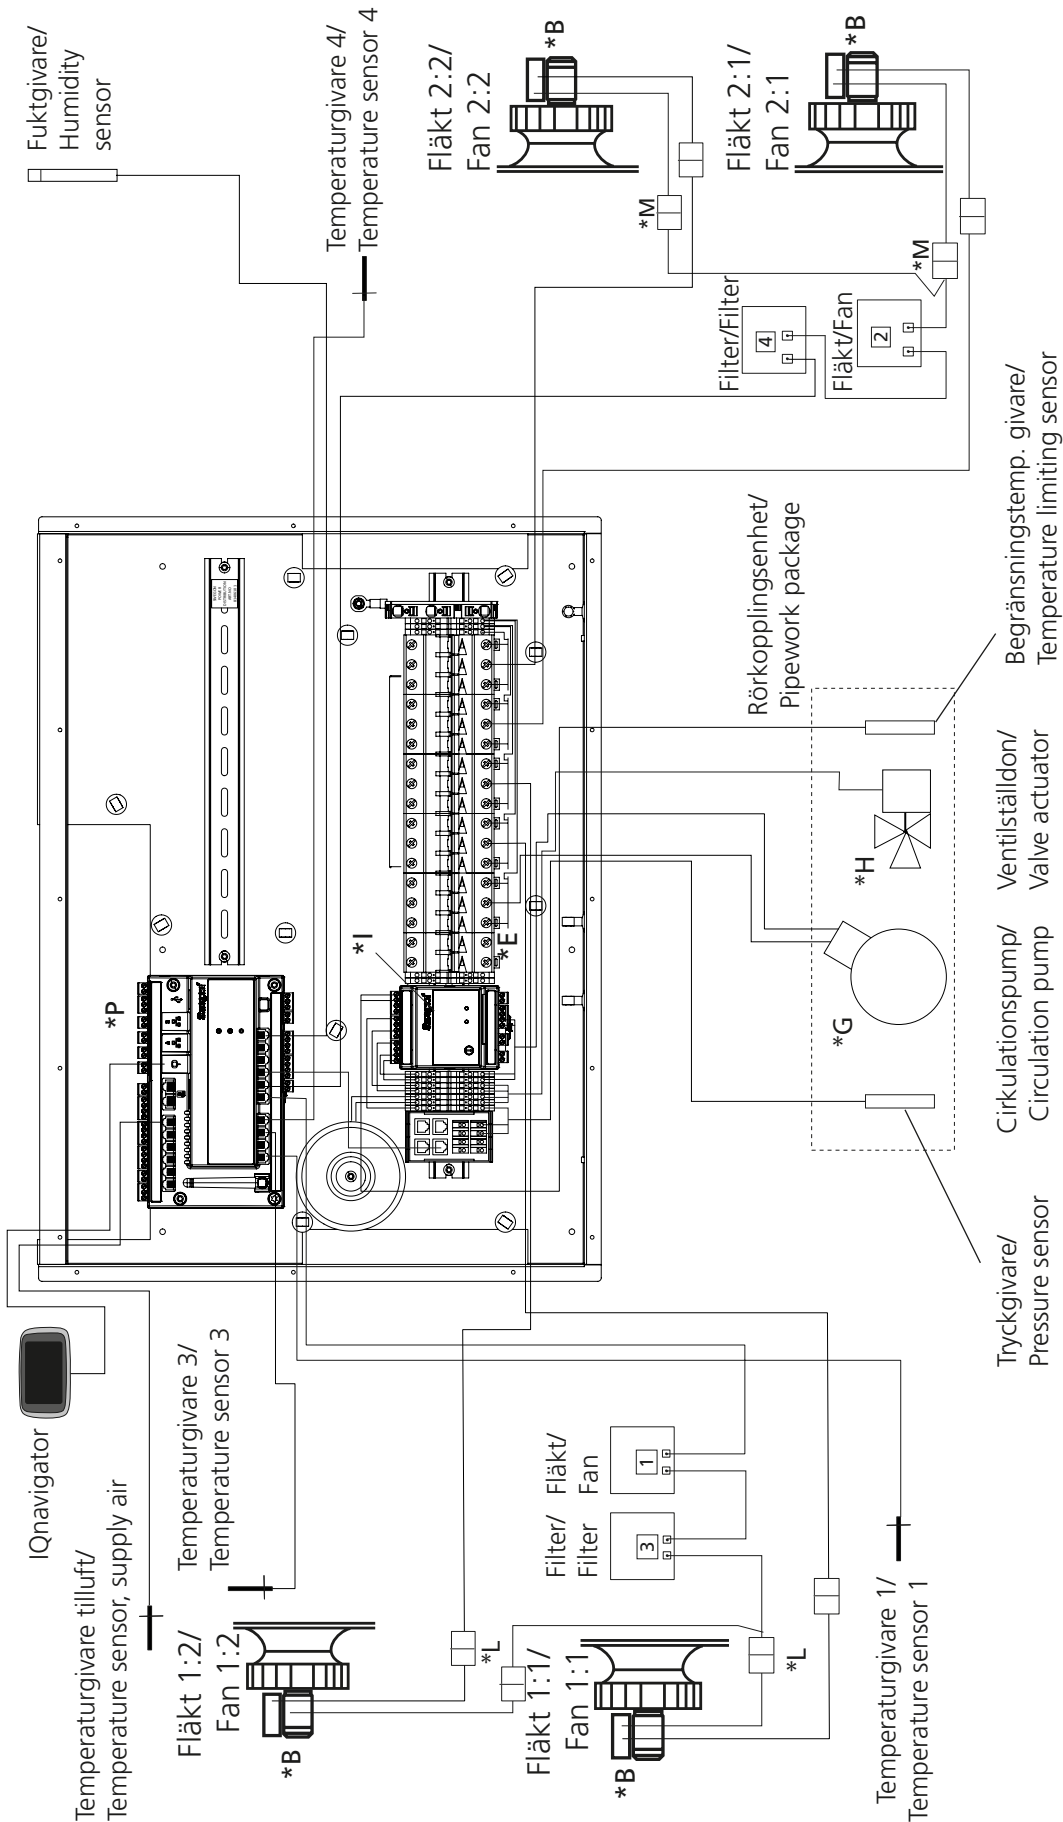 Fuktgivare/
Humidity
sensor
Temperaturgivare 4/
Temperature sensor 4
Fläkt 2:2/
Fan 2:2
*B
*M
Fläkt 2:1/
Fan 2:1
*B
*M
Filter/Filter
4
Fläkt/Fan
2
Begränsningstemp. givare/
Temperature limiting sensor
Rörkopplingsenhet/
Pipework package
Ventilställdon/
Valve actuator
*H
Cirkulationspump/
Circulation pump
*G
Tryckgivare/
Pressure sensor
*P
*I
*E
IQnavigator
Temperaturgivare tilluft/
Temperature sensor, supply air
Temperaturgivare 3/
Temperature sensor 3
Fläkt 1:2/
Fan 1:2
*B
*L
Fläkt/
Fan
1
Filter/
Filter
3
Fläkt 1:1/
Fan 1:1
*B
*L
Temperaturgivare 1/
Temperature sensor 1